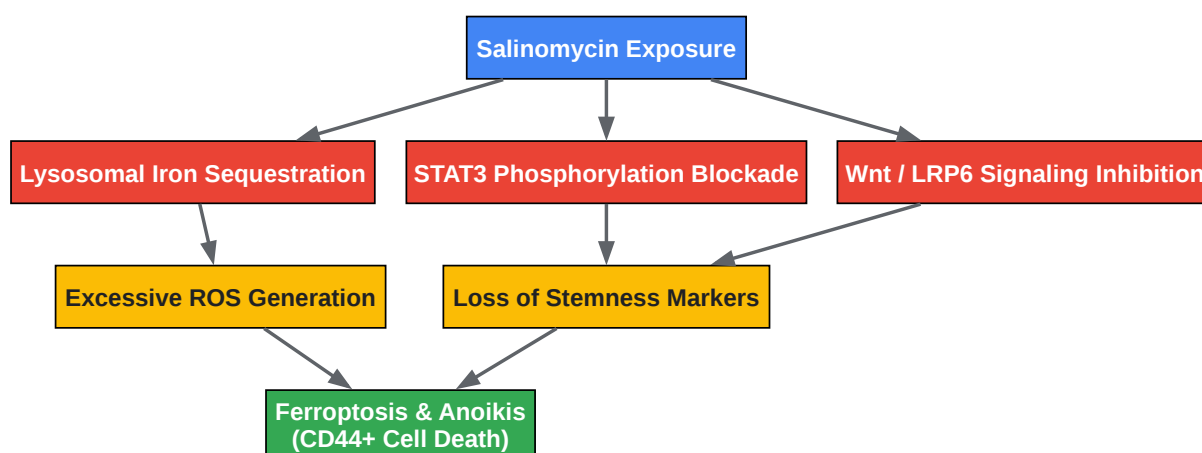 Salinomycin Exposure
Lysosomal Iron Sequestration
STAT3 Phosphorylation Blockade
Wnt / LRP6 Signaling Inhibition
Excessive ROS Generation
Loss of Stemness Markers
Ferroptosis & Anoikis
(CD44+ Cell Death)